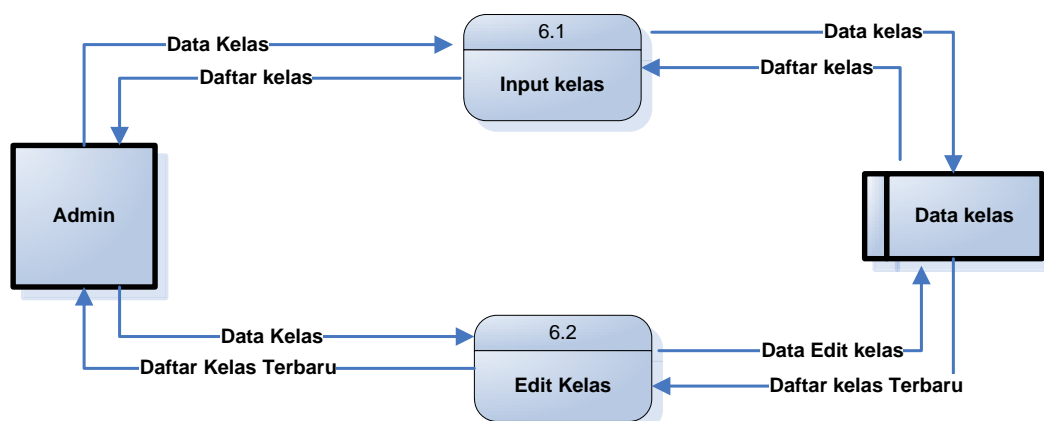 6.1
Input kelas
Data Kelas
Daftar kelas
Data kelas
Daftar kelas
Admin
Data kelas
6.2
Edit Kelas
Data Kelas
Daftar Kelas Terbaru
Data Edit kelas
Daftar kelas Terbaru